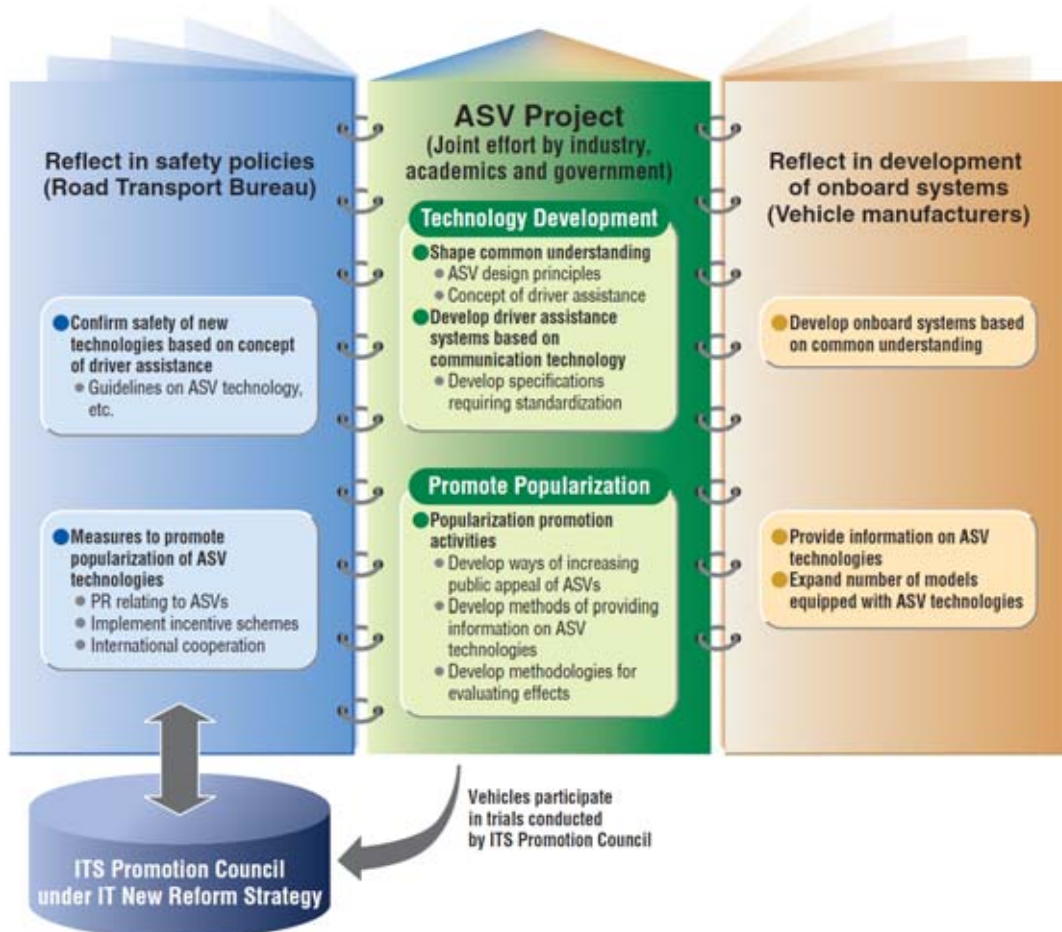 Reflect in safety policies
(Road Transport Bureau)
Confirm safety of new
technologies based on concept
of driver assistance
Guidelines on ASV technology,
etc.
Measures to promote
popularization of ASV
technologies
PR relating to ASVs
Implement incentive schemes
International cooperation
ASV Project
(Joint effort by industry,
academics and government)
Technology Development
Shape common understanding
ASV design principles
Concept of driver assistance
Develop driver assistance
systems based on
communication technology
Develop specifications
requiring standardization
Promote Popularization
Popularization promotion
activities
Develop ways of increasing
public appeal of ASVs
Develop methods of providing
information on ASV
technologies
Develop methodologies for
evaluating effects
Reflect in development
of onboard systems
(Vehicle manufacturers)
Develop onboard systems based
on common understanding
Provide information on ASV
technologies
Expand number of models
equipped with ASV technologies
Vehicles participate
in trials conducted
by ITS Promotion Council
ITS Promotion Council
under IT New Reform Strategy